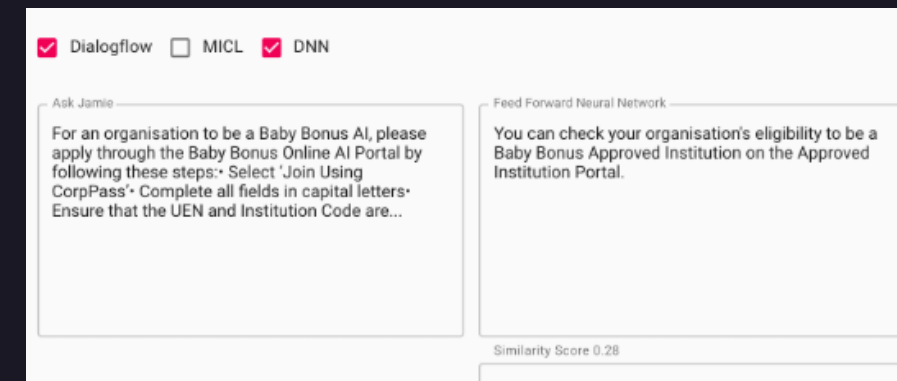 Dialogflow MICL DNN
Ask Jamie
For an organisation to be a Baby Bonus AI, please
apply through the Baby Bonus Online AI Portal by
following these steps:• Select 'Join Using
CorpPass'• Complete all fields in capital letters•
Ensure that the UEN and Institution Code are...
Feed Forward Neural Network
You can check your organisation's eligibility to be a
Baby Bonus Approved Institution on the Approved
Institution Portal.
Similarity Score 0.28